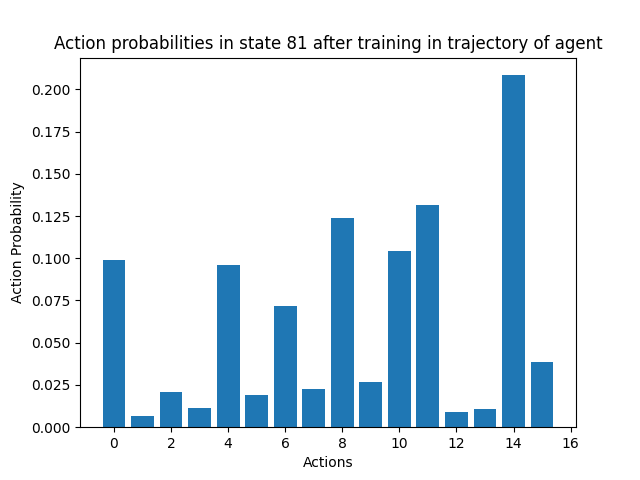 Action probabilities in state 81 after training in trajectory of agent
0.200
0.175
0.150
0.125
0.100
0.075
0.050
0.025
0.000
Action Probability
0 2 4 6 8 10 12 14 16
Actions